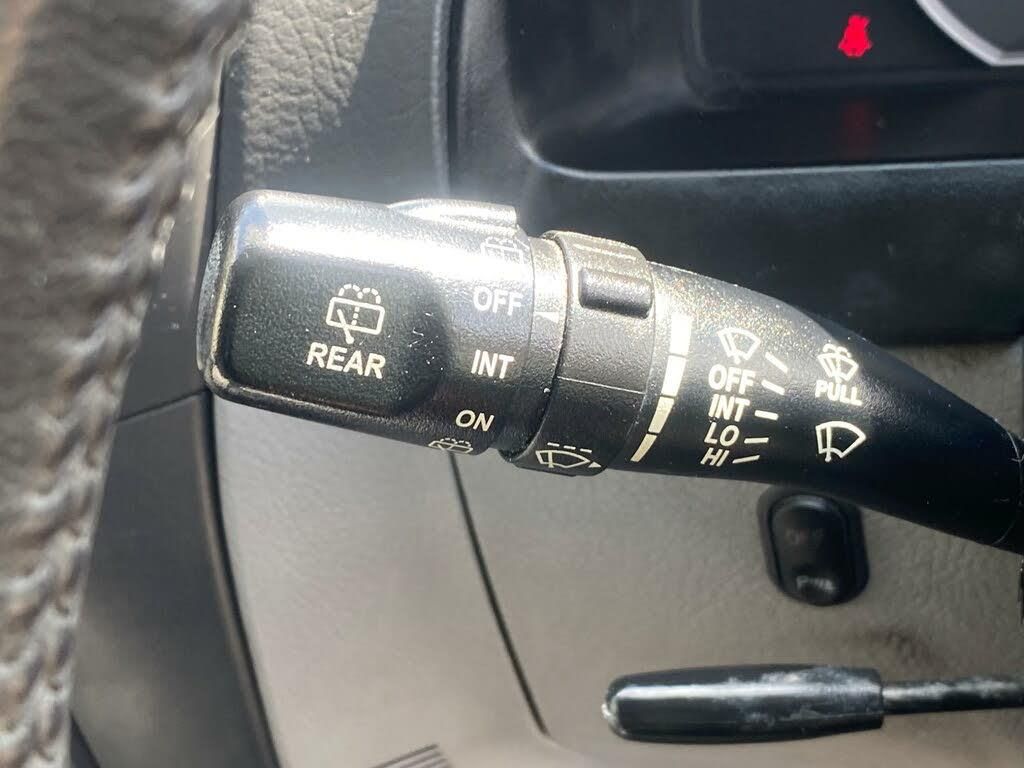 REAR
OFF
INT
ON
OFF
INT
LO
HI
PULL